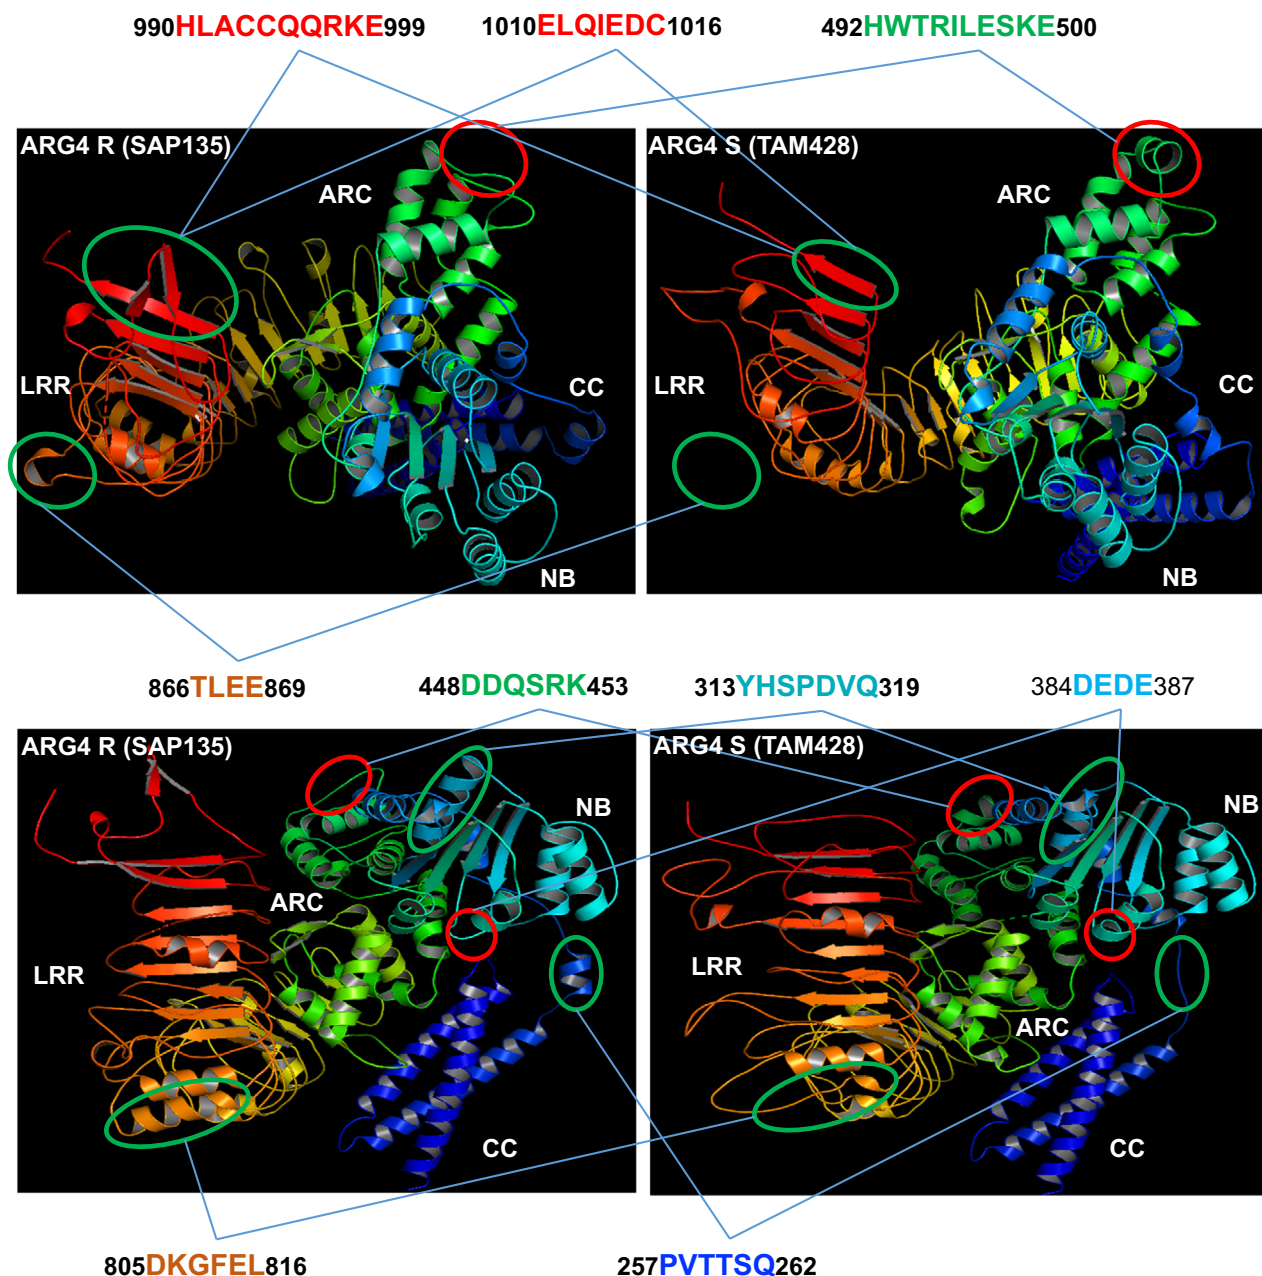 990HLACCQQRKE999 1010ELQIEDC1016 492HWTRILESKE500
ARG4 R (SAP135) ARG4 S (TAM428)
ARC ARC
LRR CC LRR CC
NB NB
866TLEE869 448DDQSRK453 313YHSPDVQ319 384DEDE387
ARG4 R (SAP135) ARG4 S (TAM428)
NB NB
ARC
LRR LRR
ARC
CC CC
805DKGFEL816 257PVTTSQ262